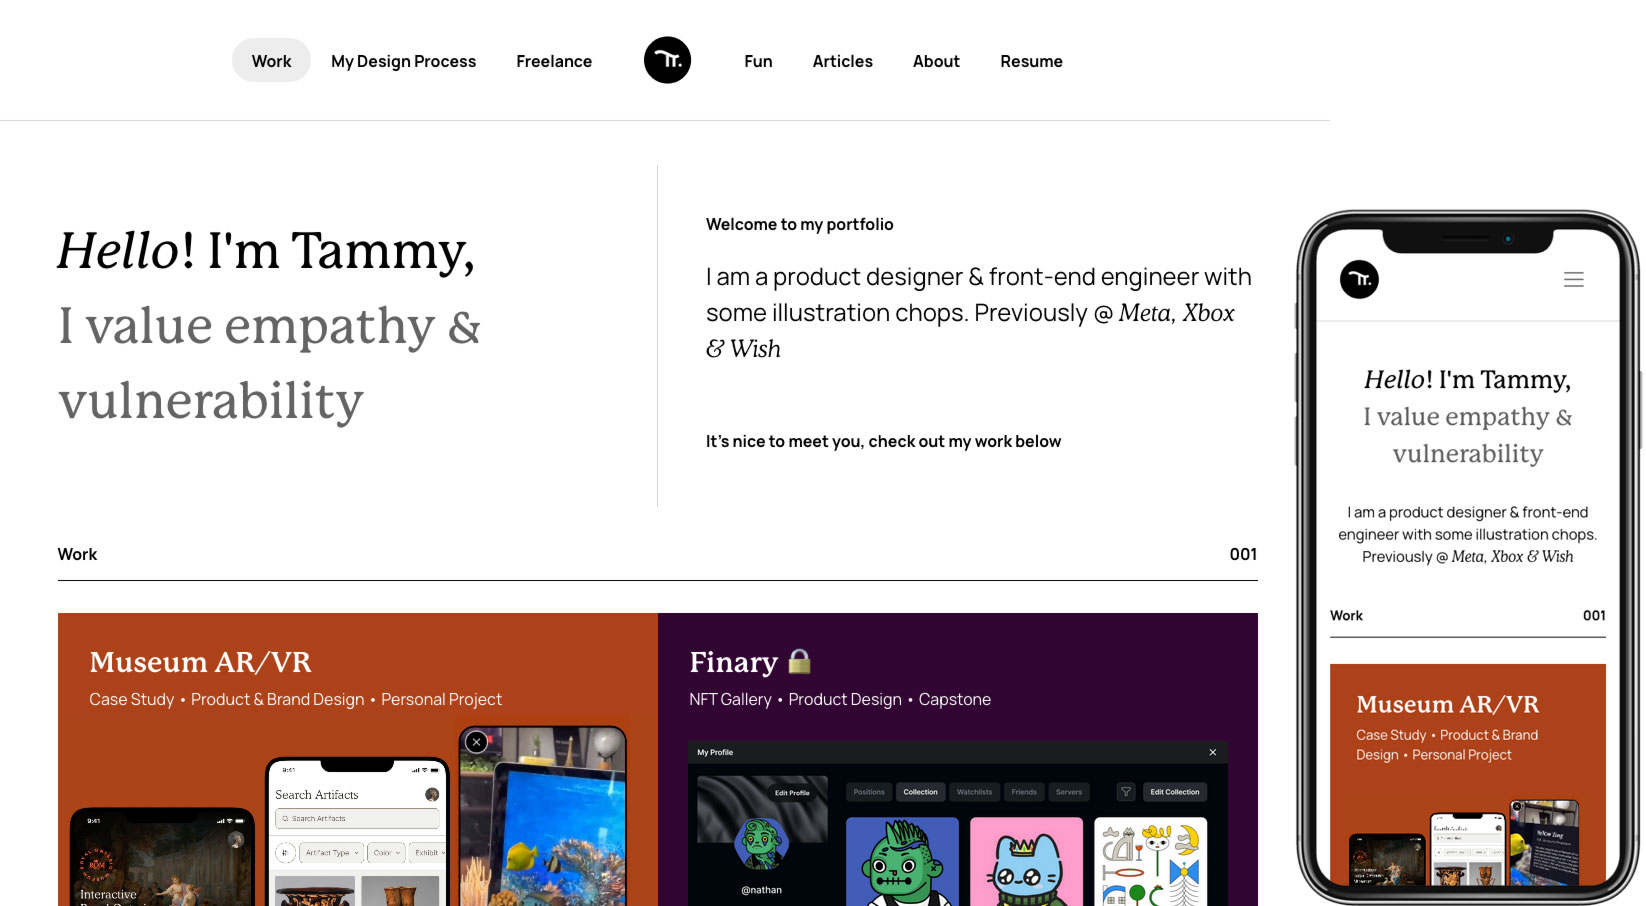 Work
My Design Process
Freelance
Tr.
Fun
Articles
About
Resume
Hello! I'm Tammy,
I value empathy &
vulnerability
Welcome to my portfolio
I am a product designer & front-end engineer with
some illustration chops. Previously @ Meta, Xbox
& Wish
It's nice to meet you, check out my work below
Work 001
Museum AR/VR
Case Study • Product & Brand Design • Personal Project
9:41
Interactive
9:41
Search Artifacts
Search Artifacts
Artifact Type
Color
Exhibit
Finary 🔒
NFT Gallery • Product Design • Capstone
My Profile
Edit Profile
@nathan
Positions
Collection
Watchlists
Friends
Servers
Edit Collection
Tr.
Hello! I'm Tammy,
I value empathy &
vulnerability
I am a product designer & front-end
engineer with some illustration chops.
Previously @ Meta, Xbox & Wish
Work 001
Museum AR/VR
Case Study • Product & Brand
Design • Personal Project
Search Artifacts
Yellow Tang